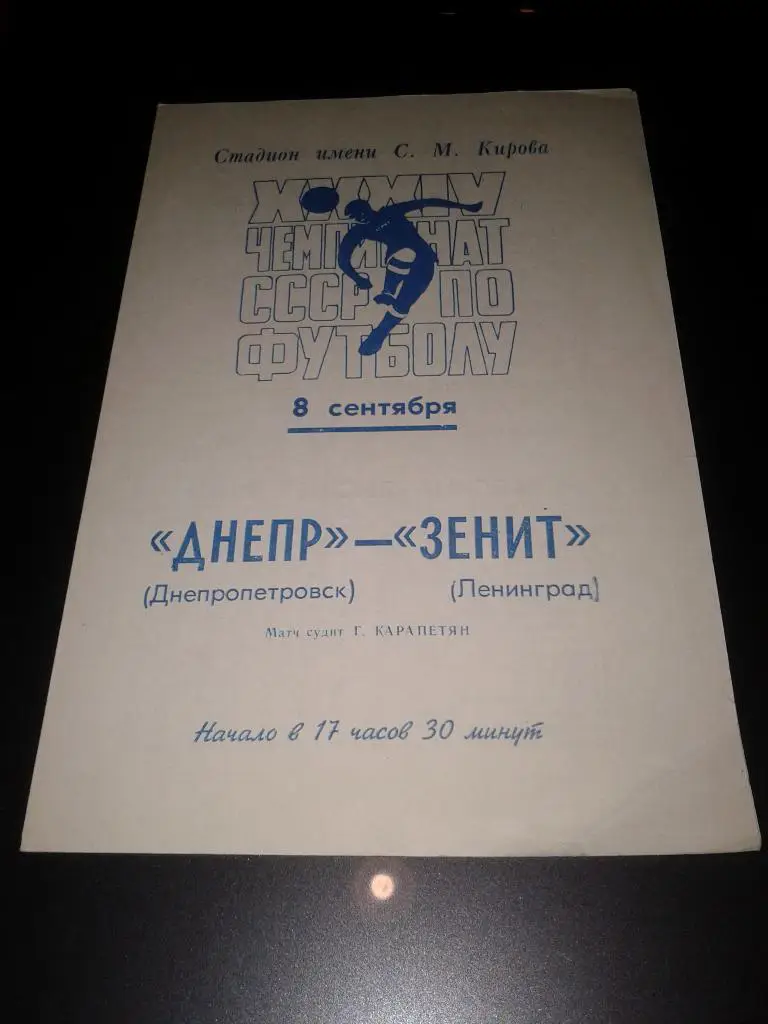 Стадион имени С. М. Кирова
XXXIV
ЧЕМПИОНАТ
СССР ПО
ФУТБОЛУ
8 сентября
«ДНЕПР»—«ЗЕНИТ»
(Днепропетровск) (Ленинград)
Матч судит Г. КАРАПЕТЯН
Начало в 17 часов 30 минут